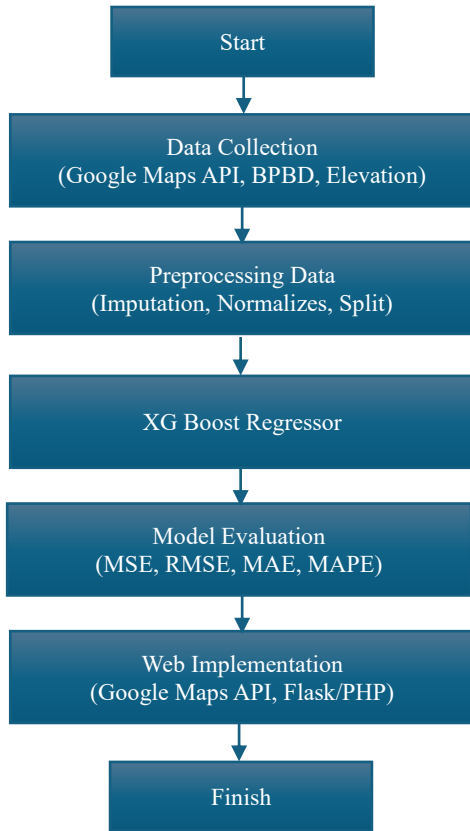 Start
Data Collection
(Google Maps API, BPBD, Elevation)
Preprocessing Data
(Imputation, Normalizes, Split)
XG Boost Regressor
Model Evaluation
(MSE, RMSE, MAE, MAPE)
Web Implementation
(Google Maps API, Flask/PHP)
Finish